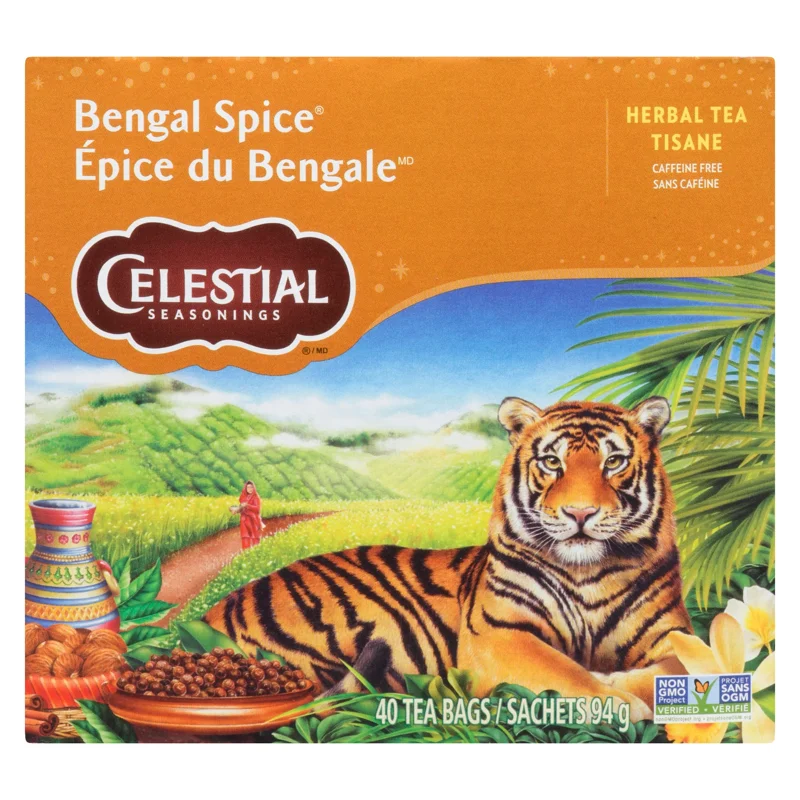 Bengal Spice®
Épice du Bengale MD
HERBAL TEA
TISANE
CAFFEINE FREE
SANS CAFÉINE
CELESTIAL
SEASONINGS
®/MD
40 TEA BAGS / SACHETS 94 g
NON
GMO
Project
VERIFIED
PROJET
SANS
OGM
VÉRIFIÉ